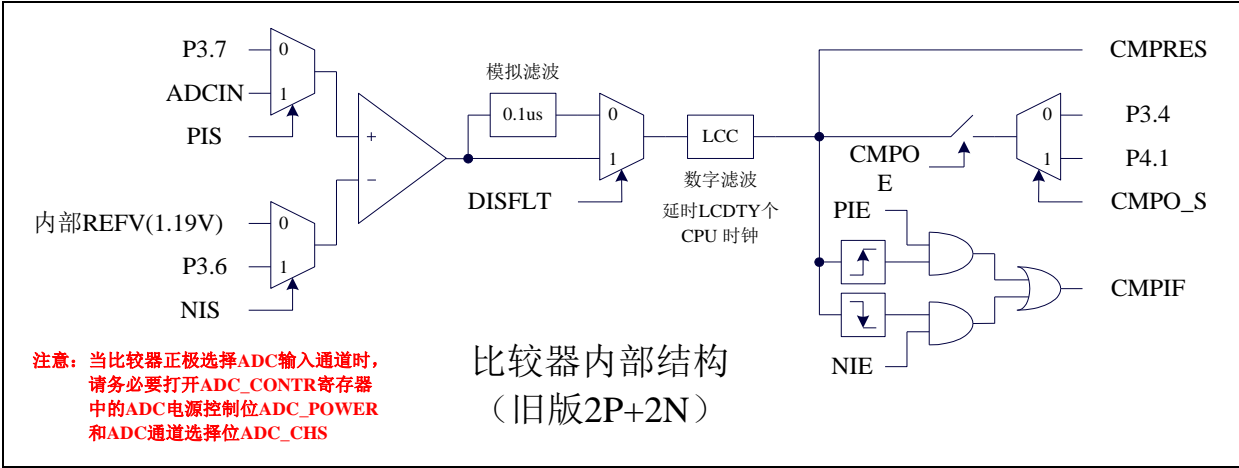 P3.7
0
ADCIN
1
PIS
+
−
内部REFV(1.19V)
0
P3.6
1
NIS
模拟滤波
0.1us
0
1
DISFLT
LCC
数字滤波
延时LCDTY个
CPU 时钟
CMPRES
CMPO
E
0
P3.4
1
P4.1
CMPO_S
PIE
CMPIF
NIE
注意：当比较器正极选择ADC输入通道时，
请务必要打开ADC_CONTR寄存器
中的ADC电源控制位ADC_POWER
和ADC通道选择位ADC_CHS
比较器内部结构
（旧版2P+2N）